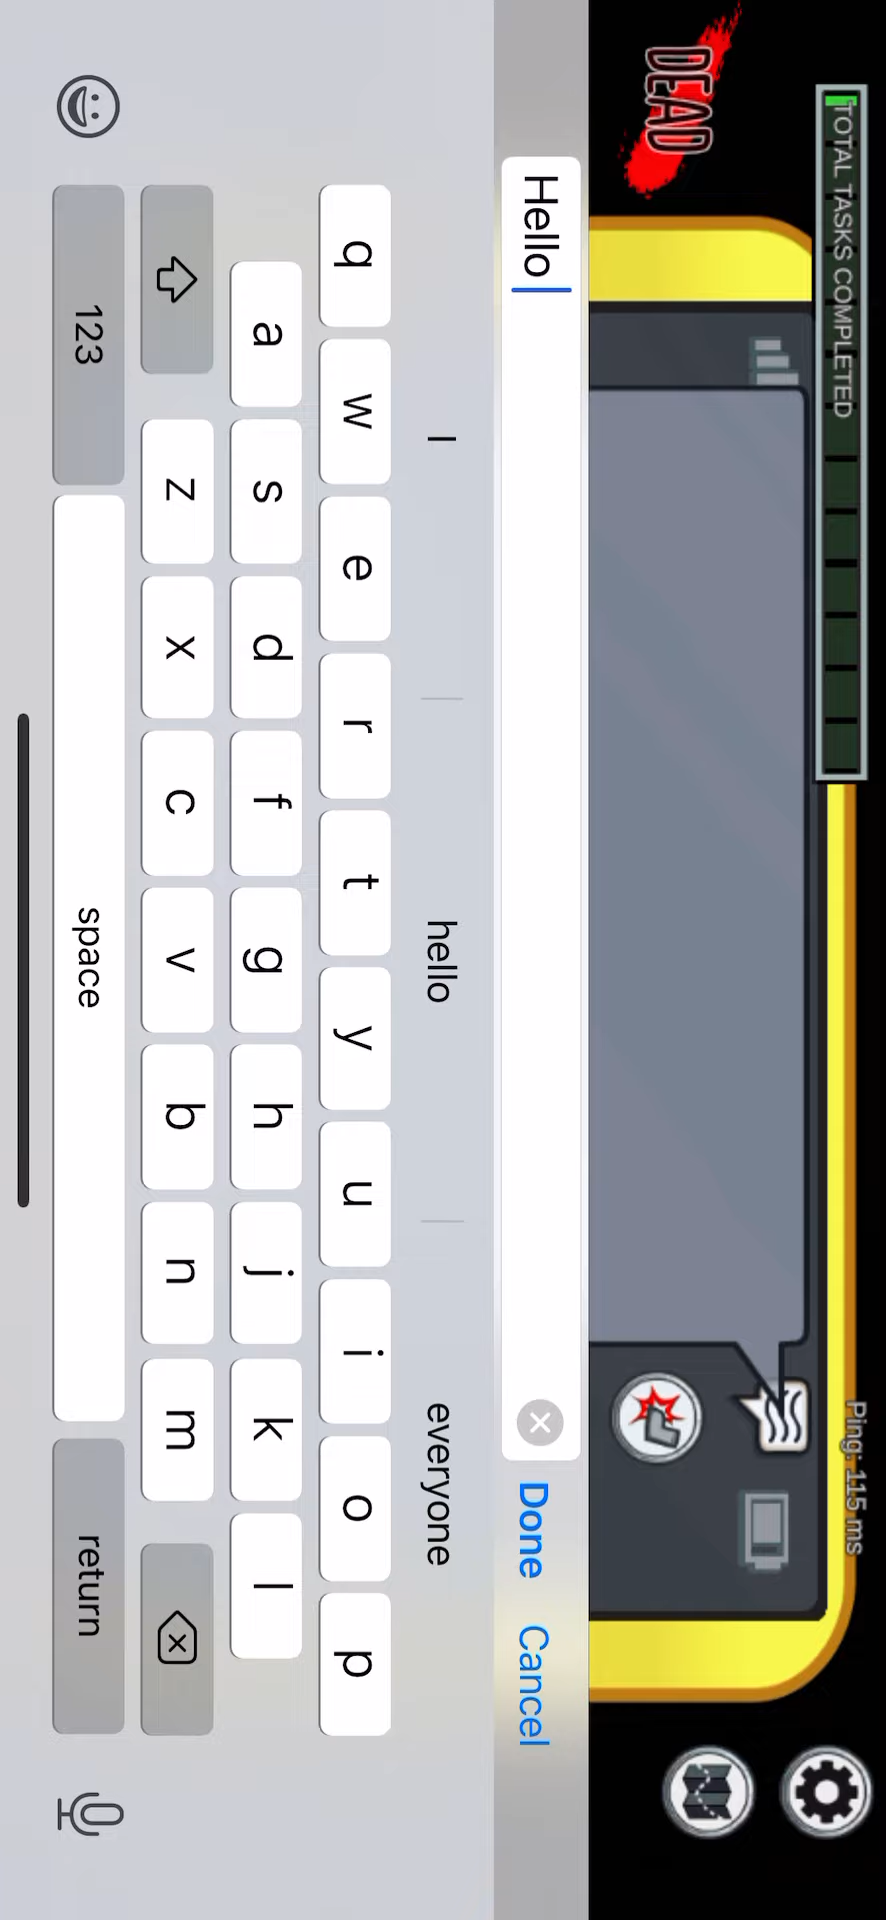 DEAD
TOTAL TASKS COMPLETED
Ping: 115 ms
Hello
Done Cancel
I hello everyone
q w e r t y u i o p
a s d f g h j k l
z x c v b n m
123 space return